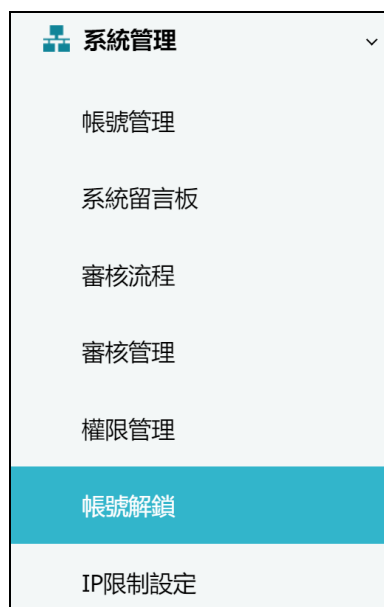 系統管理
帳號管理
系統留言板
審核流程
審核管理
權限管理
帳號解鎖
IP限制設定